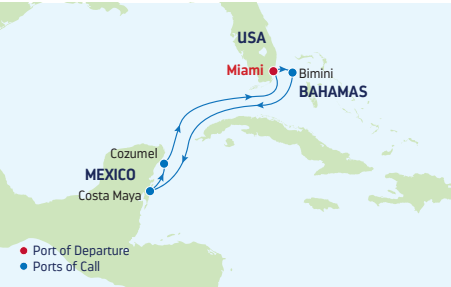 USA
Miami
Bimini
BAHAMAS
Cozumel
MEXICO
Costa Maya
Port of Departure
Ports of Call